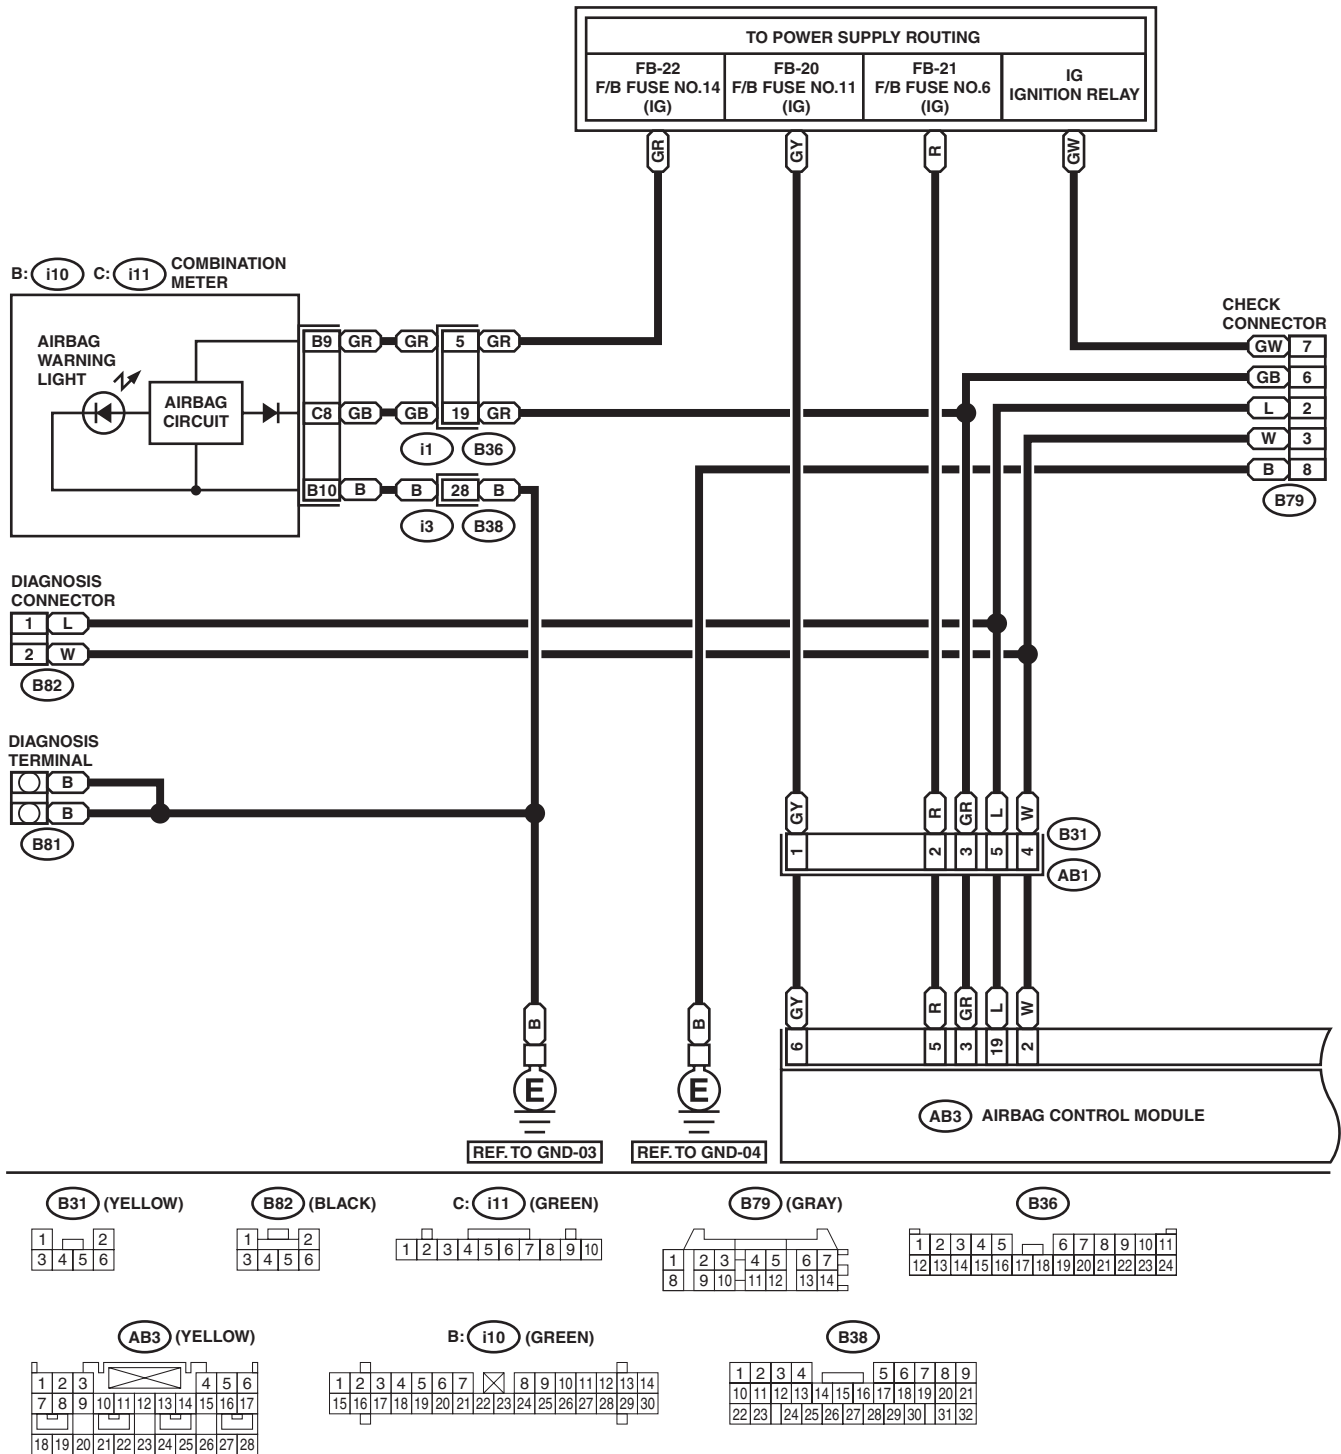 TO POWER SUPPLY ROUTING
FB-22
F/B FUSE NO.14
(IG)
FB-20
F/B FUSE NO.11
(IG)
FB-21
F/B FUSE NO.6
(IG)
IG
IGNITION RELAY
GR
GY
R
GW
B: i10 C: i11 COMBINATION
METER
AIRBAG
WARNING
LIGHT
AIRBAG
CIRCUIT
B9 GR GR 5 GR
C8 GB GB 19 GR
i1 B36
B10 B B 28 B
i3 B38
CHECK
CONNECTOR
GW 7
GB 6
L 2
W 3
B 8
B79
DIAGNOSIS
CONNECTOR
1 L
2 W
B82
DIAGNOSIS
TERMINAL
B
B
B81
GY R GR L W
B31
1 2 3 5 4
AB1
B
B
GY R GR L W
6 5 3 19 2
E
E
AB3 AIRBAG CONTROL MODULE
REF. TO GND-03
REF. TO GND-04
B31 (YELLOW)
1 2
3 4 5 6
B82 (BLACK)
1 2
3 4 5 6
C: i11 (GREEN)
1 2 3 4 5 6 7 8 9 10
B79 (GRAY)
1 2 3 4 5 6 7
8 9 10 11 12 13 14
B36
1 2 3 4 5 6 7 8 9 10 11
12 13 14 15 16 17 18 19 20 21 22 23 24
AB3 (YELLOW)
1 2 3 4 5 6
7 8 9 10 11 12 13 14 15 16 17
18 19 20 21 22 23 24 25 26 27 28
B: i10 (GREEN)
1 2 3 4 5 6 7 8 9 10 11 12 13 14
15 16 17 18 19 20 21 22 23 24 25 26 27 28 29 30
B38
1 2 3 4 5 6 7 8 9
10 11 12 13 14 15 16 17 18 19 20 21
22 23 24 25 26 27 28 29 30 31 32